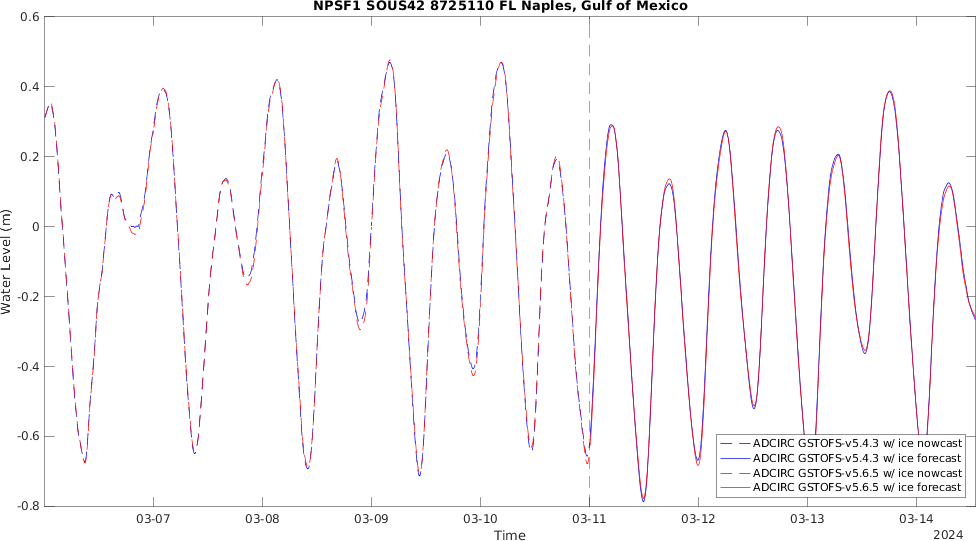 NPSF1 SOUS42 8725110 FL Naples, Gulf of Mexico
0.6
0.4
0.2
0
-0.2
-0.4
-0.6
-0.8
Water Level (m)
ADCIRC GSTOFS-v5.4.3 w/ ice nowcast
ADCIRC GSTOFS-v5.4.3 w/ ice forecast
ADCIRC GSTOFS-v5.6.5 w/ ice nowcast
ADCIRC GSTOFS-v5.6.5 w/ ice forecast
03-07 03-08 03-09 03-10 03-11 03-12 03-13 03-14
Time
2024